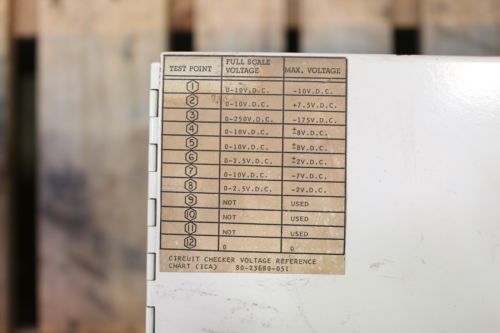 TEST POINT FULL SCALE VOLTAGE MAX. VOLTAGE
1 0-10V.D.C. -10V.D.C.
2 0-10V.D.C. +7.5V.D.C.
3 0-250V.D.C. -175V.D.C.
4 0-10V.D.C. ±8V.D.C.
5 0-10V.D.C. ±8V.D.C.
6 0-2.5V.D.C. ±2V.D.C.
7 0-10V.D.C. -7V.D.C.
8 0-2.5V.D.C. -2V.D.C.
9 NOT USED
10 NOT USED
11 NOT USED
12 0 0
CIRCUIT CHECKER VOLTAGE REFERENCE
CHART (1CA) 80-23680-051